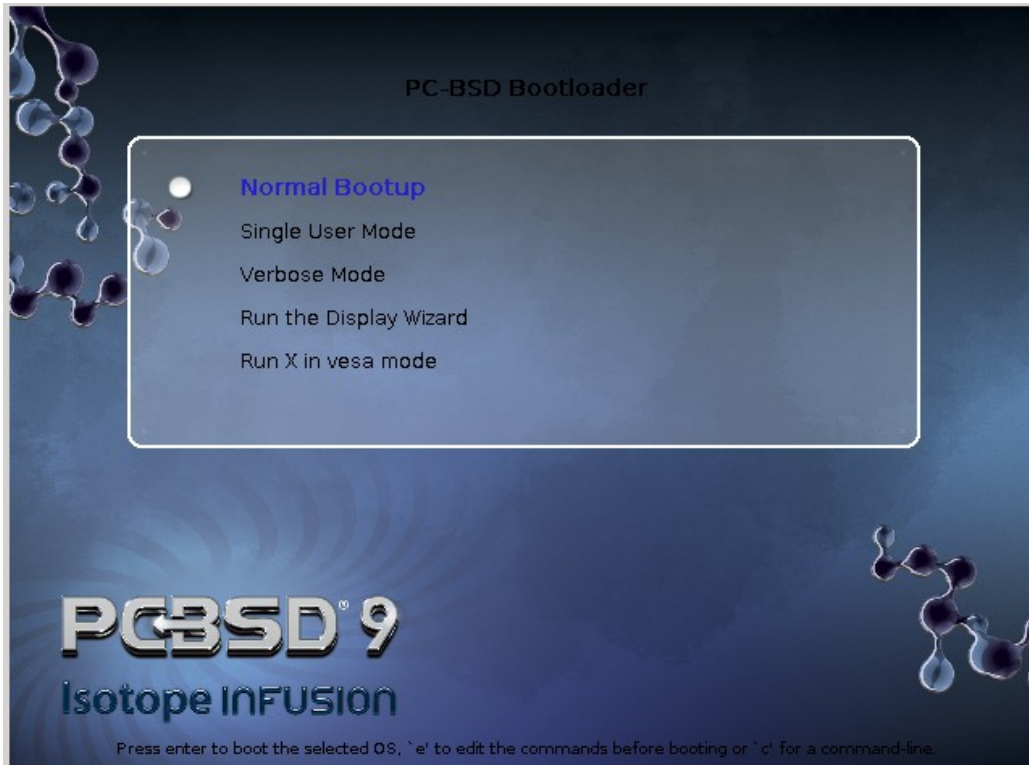 PC-BSD Bootloader
Normal Bootup
Single User Mode
Verbose Mode
Run the Display Wizard
Run X in vesa mode
PCBSD® 9
Isotope INFUSION
Press enter to boot the selected OS, `e' to edit the commands before booting or `c' for a command-line.